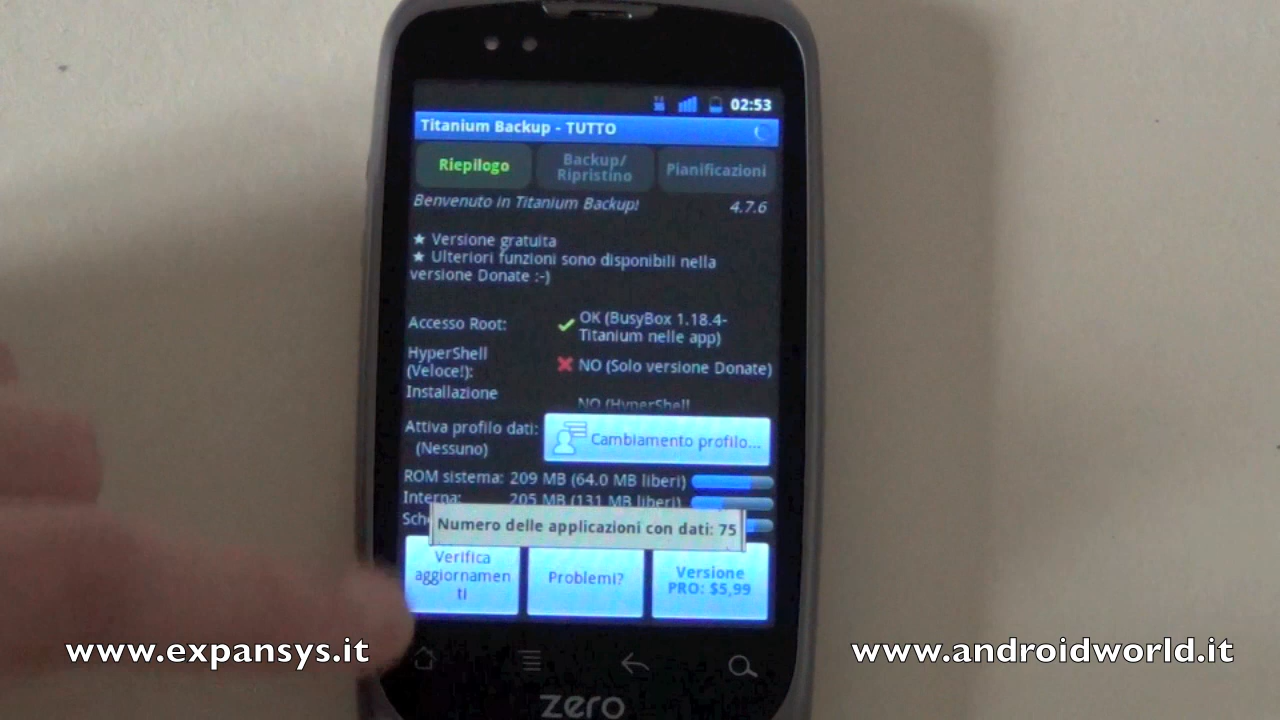 02:53
Titanium Backup - TUTTO
Riepilogo
Backup/
Ripristino
Pianificazioni
Benvenuto in Titanium Backup!
4.7.6
★ Versione gratuita
★ Ulteriori funzioni sono disponibili nella
versione Donate :-)
Accesso Root:
OK (BusyBox 1.18.4-
Titanium nelle app)
HyperShell
(Veloce!):
NO (Solo versione Donate)
Installazione
NO (HyperShell
Attiva profilo dati:
(Nessuno)
Cambiamento profilo...
ROM sistema: 209 MB (64.0 MB liberi)
Interna: 205 MB (131 MB liberi)
Sch
Numero delle applicazioni con dati: 75
Verifica
aggiornamen
ti
Problemi?
Versione
PRO: $5,99
www.expansys.it
www.androidworld.it
zero